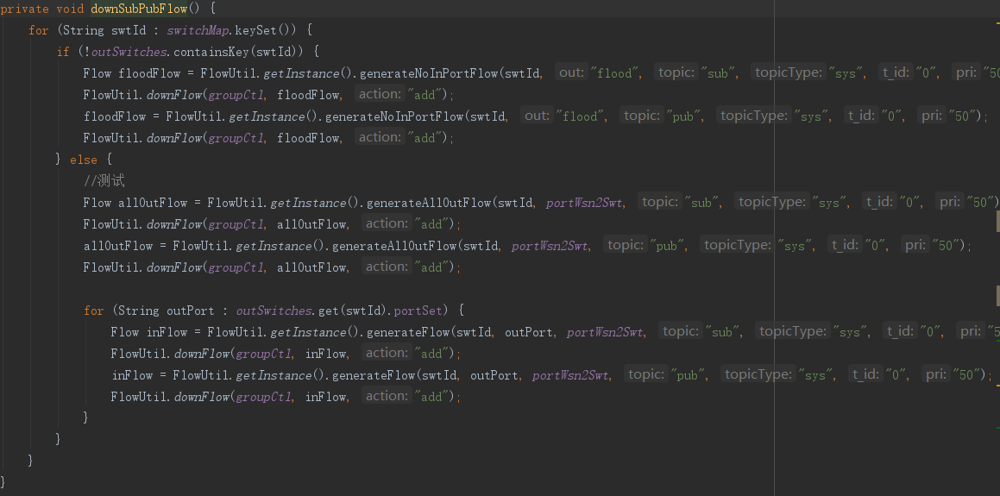 private void downSubPubFlow() {
for (String swtId : switchMap.keySet()) {
if (!outSwitches.containsKey(swtId)) {
Flow floodFlow = FlowUtil.getInstance().generateNoInPortFlow(swtId, out: "flood", topic: "sub", topicType: "sys", t_id: "0", pri: "50
FlowUtil.downFlow(groupCtl, floodFlow, action: "add");
floodFlow = FlowUtil.getInstance().generateNoInPortFlow(swtId, out: "flood", topic: "pub", topicType: "sys", t_id: "0", pri: "50");
FlowUtil.downFlow(groupCtl, floodFlow, action: "add");
} else {
//测试
Flow allOutFlow = FlowUtil.getInstance().generateAllOutFlow(swtId, portWsn2Swt, topic: "sub", topicType: "sys", t_id: "0", pri: "50")
FlowUtil.downFlow(groupCtl, allOutFlow, action: "add");
allOutFlow = FlowUtil.getInstance().generateAllOutFlow(swtId, portWsn2Swt, topic: "pub", topicType: "sys", t_id: "0", pri: "50");
FlowUtil.downFlow(groupCtl, allOutFlow, action: "add");
for (String outPort : outSwitches.get(swtId).portSet) {
Flow inFlow = FlowUtil.getInstance().generateFlow(swtId, outPort, portWsn2Swt, topic: "sub", topicType: "sys", t_id: "0", pri: "5
FlowUtil.downFlow(groupCtl, inFlow, action: "add");
inFlow = FlowUtil.getInstance().generateFlow(swtId, outPort, portWsn2Swt, topic: "pub", topicType: "sys", t_id: "0", pri: "50");
FlowUtil.downFlow(groupCtl, inFlow, action: "add");
}
}
}
}